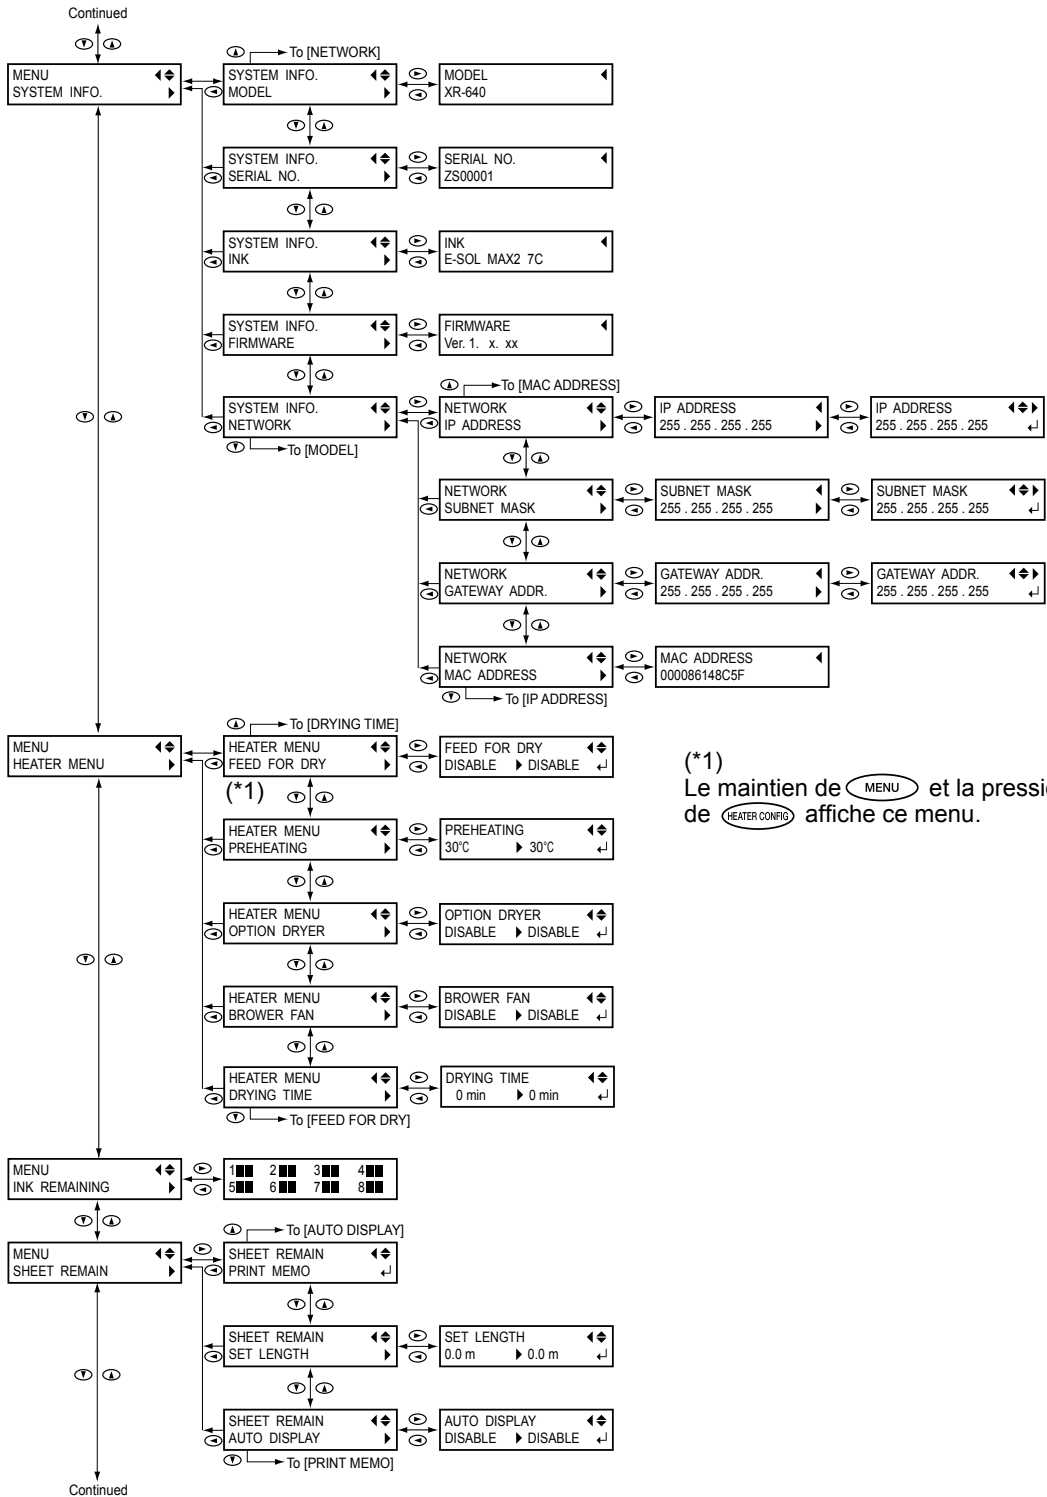 Continued
To [NETWORK]
MENU
SYSTEM INFO.
SYSTEM INFO.
MODEL
MODEL
XR-640
SYSTEM INFO.
SERIAL NO.
SERIAL NO.
ZS00001
SYSTEM INFO.
INK
INK
E-SOL MAX2 7C
SYSTEM INFO.
FIRMWARE
FIRMWARE
Ver. 1. x. xx
SYSTEM INFO.
NETWORK
To [MODEL]
To [MAC ADDRESS]
NETWORK
IP ADDRESS
IP ADDRESS
255 . 255 . 255 . 255
IP ADDRESS
255 . 255 . 255 . 255
NETWORK
SUBNET MASK
SUBNET MASK
255 . 255 . 255 . 255
SUBNET MASK
255 . 255 . 255 . 255
NETWORK
GATEWAY ADDR.
GATEWAY ADDR.
255 . 255 . 255 . 255
GATEWAY ADDR.
255 . 255 . 255 . 255
NETWORK
MAC ADDRESS
MAC ADDRESS
000086148C5F
To [IP ADDRESS]
To [DRYING TIME]
MENU
HEATER MENU
HEATER MENU
FEED FOR DRY
FEED FOR DRY
DISABLE DISABLE
(*1)
(*1)
Le maintien de MENU et la pressi
de HEATER CONFIG affiche ce menu.
HEATER MENU
PREHEATING
PREHEATING
30°C 30°C
HEATER MENU
OPTION DRYER
OPTION DRYER
DISABLE DISABLE
HEATER MENU
BROWER FAN
BROWER FAN
DISABLE DISABLE
HEATER MENU
DRYING TIME
DRYING TIME
0 min 0 min
To [FEED FOR DRY]
MENU
INK REMAINING
1 2 3 4
5 6 7 8
To [AUTO DISPLAY]
MENU
SHEET REMAIN
SHEET REMAIN
PRINT MEMO
SHEET REMAIN
SET LENGTH
SET LENGTH
0.0 m 0.0 m
SHEET REMAIN
AUTO DISPLAY
AUTO DISPLAY
DISABLE DISABLE
To [PRINT MEMO]
Continued